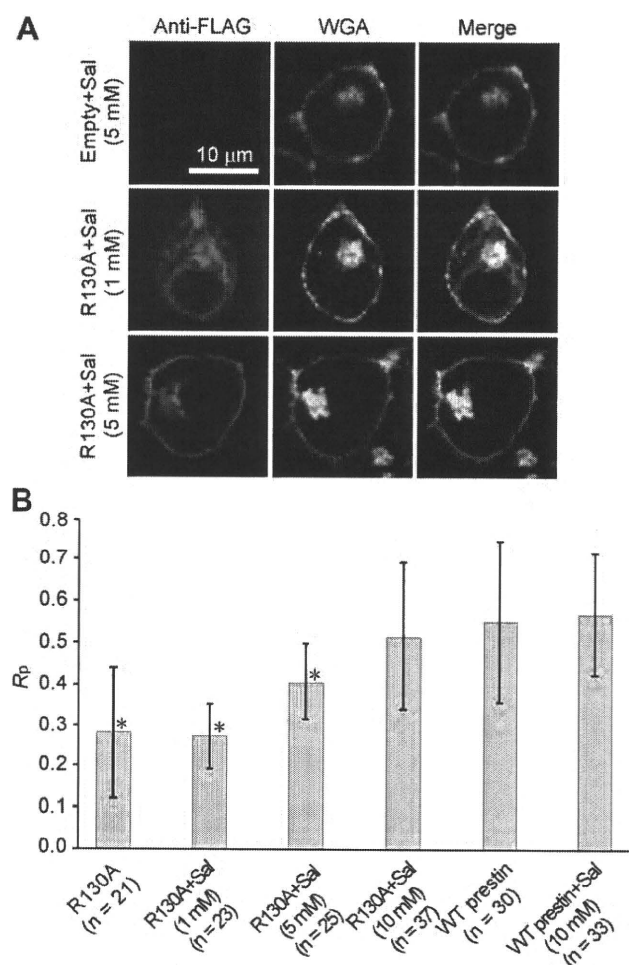 A
Anti-FLAG
WGA
Merge
Empty+Sal
(5 mM)
10 μm
R130A+Sal
(1 mM)
R130A+Sal
(5 mM)
B
0.8
0.7
0.6
0.5
0.4
0.3
0.2
0.1
0.0
Rp
*
*
*
R130A
(n = 21)
R130A+Sal
(1 mM)
(n = 23)
R130A+Sal
(5 mM)
(n = 25)
R130A+Sal
(10 mM)
(n = 37)
WT prestin
(n = 30)
WT prestin+Sal
(10 mM)
(n = 33)